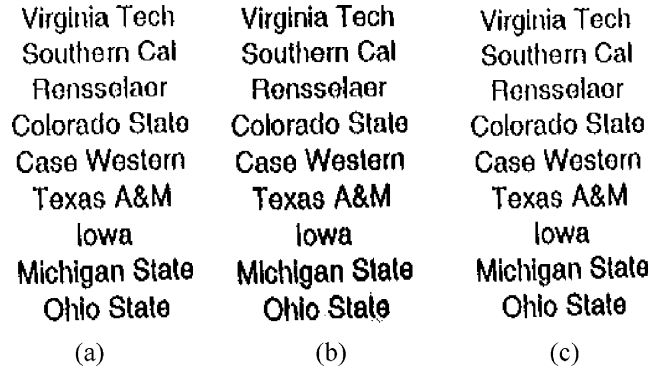 Virginia Tech
Southern Cal
Rensselaer
Colorado State
Case Western
Texas A&M
Iowa
Michigan State
Ohio State
(a)
Virginia Tech
Southern Cal
Rensselaer
Colorado State
Case Western
Texas A&M
Iowa
Michigan State
Ohio State
(b)
Virginia Tech
Southern Cal
Rensselaer
Colorado State
Case Western
Texas A&M
Iowa
Michigan State
Ohio State
(c)